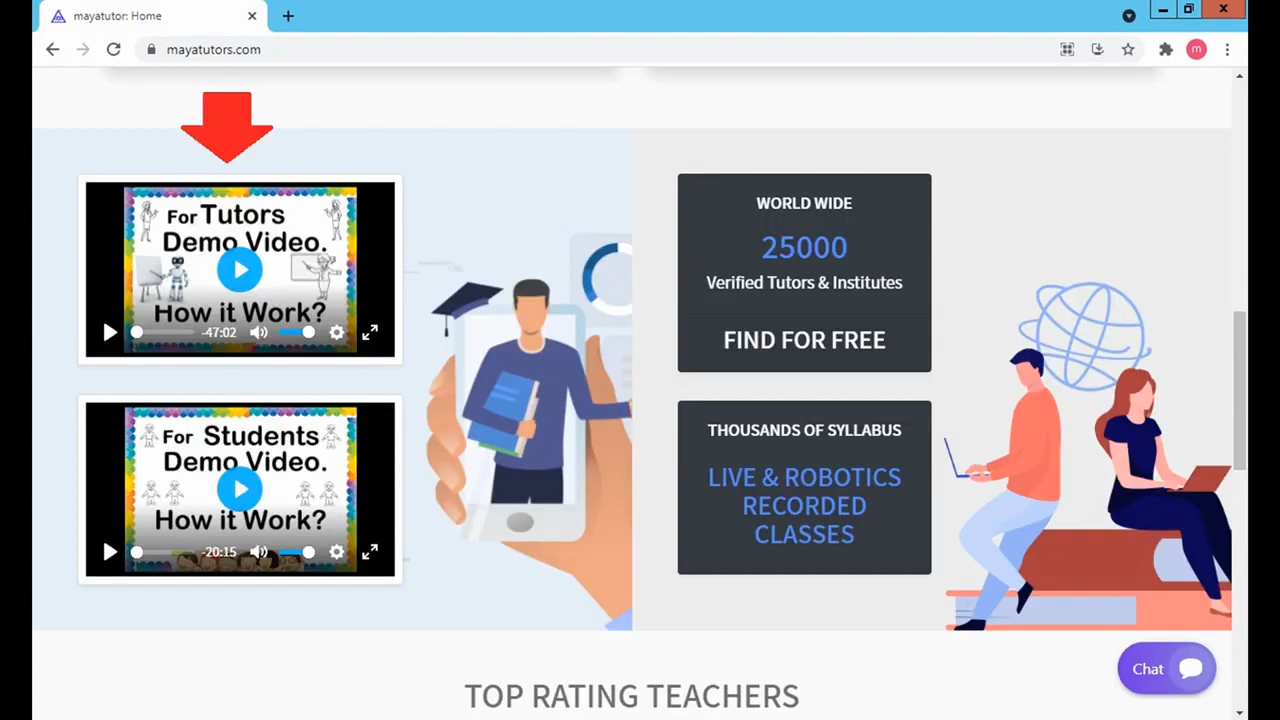 mayatutor: Home
mayatutors.com
m
For Tutors
Demo Video.
How it Work?
-47:02
For Students
Demo Video.
How it Work?
-20:15
WORLD WIDE
25000
Verified Tutors & Institutes
FIND FOR FREE
THOUSANDS OF SYLLABUS
LIVE & ROBOTICS
RECORDED
CLASSES
Chat
TOP RATING TEACHERS